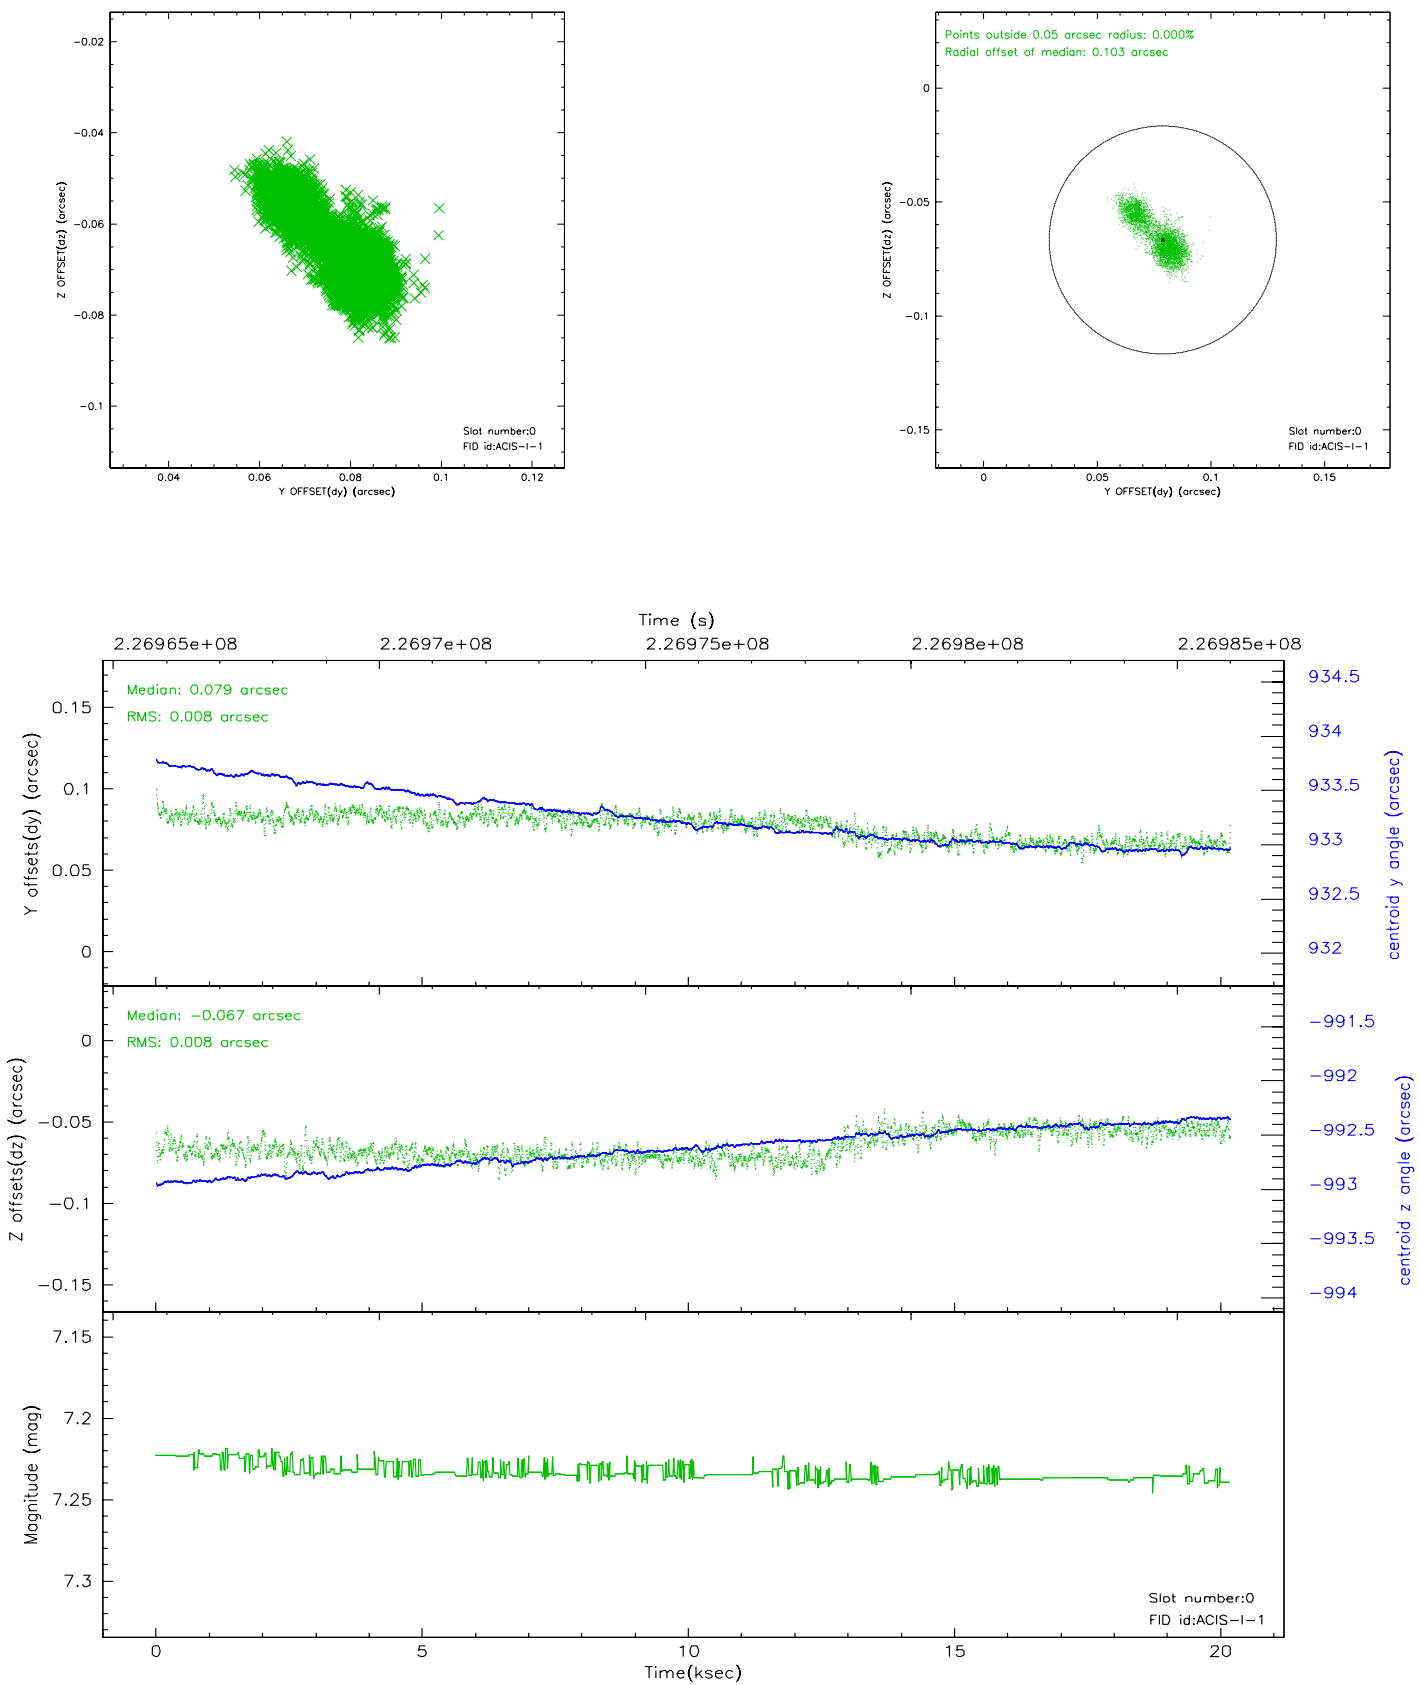 −0.02
−0.04
−0.06
−0.08
−0.1
Z OFFSET(dz) (arcsec)
Slot number:0
FID id:ACIS−I−1
0.04 0.06 0.08 0.1 0.12
Y OFFSET(dy) (arcsec)
Points outside 0.05 arcsec radius: 0.000%
Radial offset of median: 0.103 arcsec
0
−0.05
−0.1
−0.15
Z OFFSET(dz) (arcsec)
Slot number:0
FID id:ACIS−I−1
0 0.05 0.1 0.15
Y OFFSET(dy) (arcsec)
Time (s)
2.26965e+08 2.2697e+08 2.26975e+08 2.2698e+08 2.26985e+08
Median: 0.079 arcsec
RMS: 0.008 arcsec
0.15
0.1
0.05
0
Y offsets(dy) (arcsec)
934.5
934
933.5
933
932.5
932
centroid y angle (arcsec)
Median: −0.067 arcsec
RMS: 0.008 arcsec
0
−0.05
−0.1
−0.15
Z offsets(dz) (arcsec)
−991.5
−992
−992.5
−993
−993.5
−994
centroid z angle (arcsec)
7.15
7.2
7.25
7.3
Magnitude (mag)
Slot number:0
FID id:ACIS−I−1
0 5 10 15 20
Time(ksec)